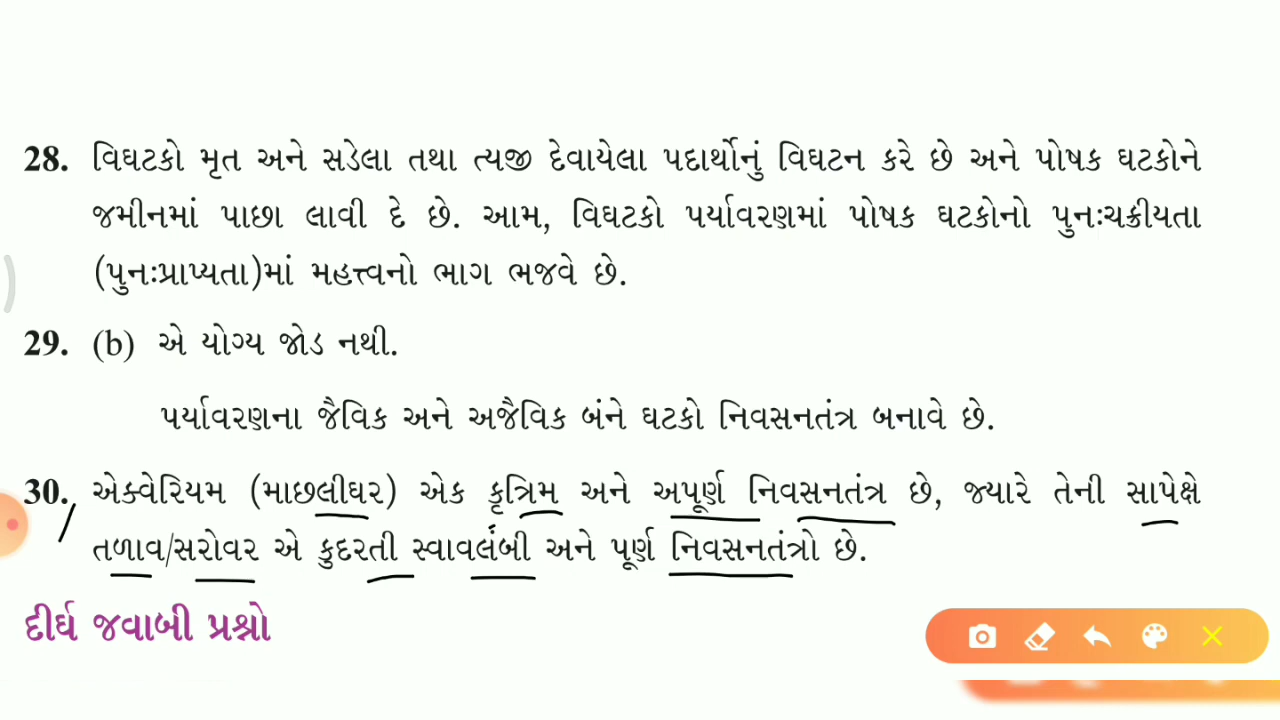 28. વિઘટકો મૃત અને સડેલા તથા ત્યજી દેવાયેલા પદાર્થોનું વિઘટન કરે છે અને પોષક ઘટકોને
જમીનમાં પાછા લાવી દે છે. આમ, વિઘટકો પર્યાવરણમાં પોષક ઘટકોનો પુનઃચક્રીયતા
(પુનઃપ્રાપ્યતા)માં મહત્ત્વનો ભાગ ભજવે છે.
29. (b) એ યોગ્ય જોડ નથી.
પર્યાવરણના જૈવિક અને અજૈવિક બંને ઘટકો નિવસનતંત્ર બનાવે છે.
30. એક્વેરિયમ (માછલીઘર) એક કૃત્રિમ અને અપૂર્ણ નિવસનતંત્ર છે, જ્યારે તેની સાપેક્ષે
તળાવ/સરોવર એ કુદરતી સ્વાવલંબી અને પૂર્ણ નિવસનતંત્રો છે.
દીર્ઘ જવાબી પ્રશ્નો